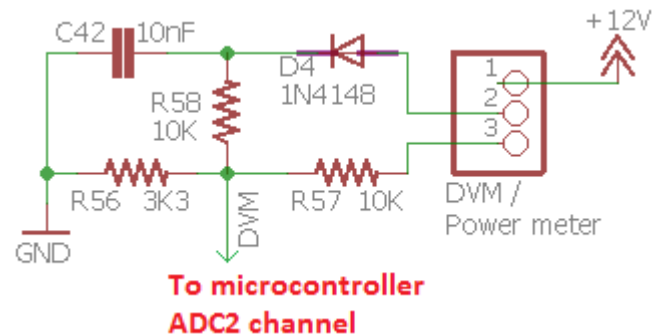 C42 10nF
+12V
D4
1N4148
R58
10K
1
2
3
R56 3K3
DVM
R57 10K
DVM /
Power meter
GND
To microcontroller
ADC2 channel